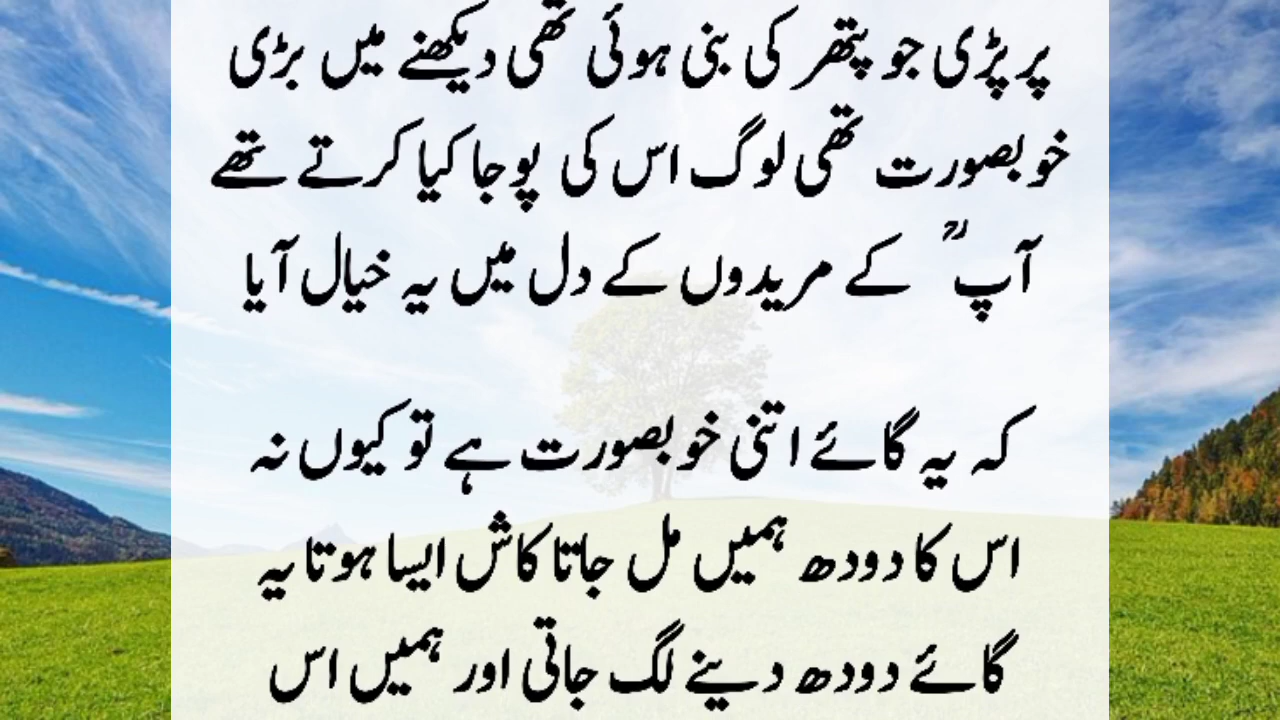 پر پڑی جو پتھر کی بنی ہوئی تھی دیکھنے میں بڑی
خوبصورت تھی لوگ اس کی پوجا کیا کرتے تھے
آپؒ کے مریدوں کے دل میں یہ خیال آیا
کہ یہ گائے اتنی خوبصورت ہے تو کیوں نہ
اس کا دودھ ہمیں مل جاتا کاش ایسا ہوتا یہ
گائے دودھ دینے لگ جاتی اور ہمیں اس